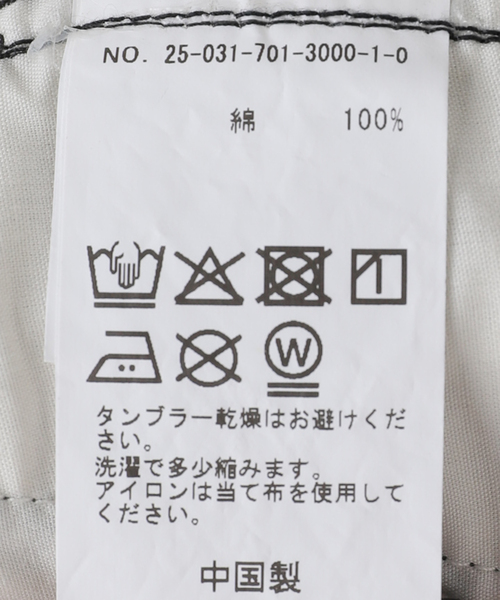 NO. 25-031-701-3000-1-0
綿 100%
W
タンブラー乾燥はお避けくだ
さい。
洗濯で多少縮みます。
アイロンは当て布を使用して
ください。
中国製